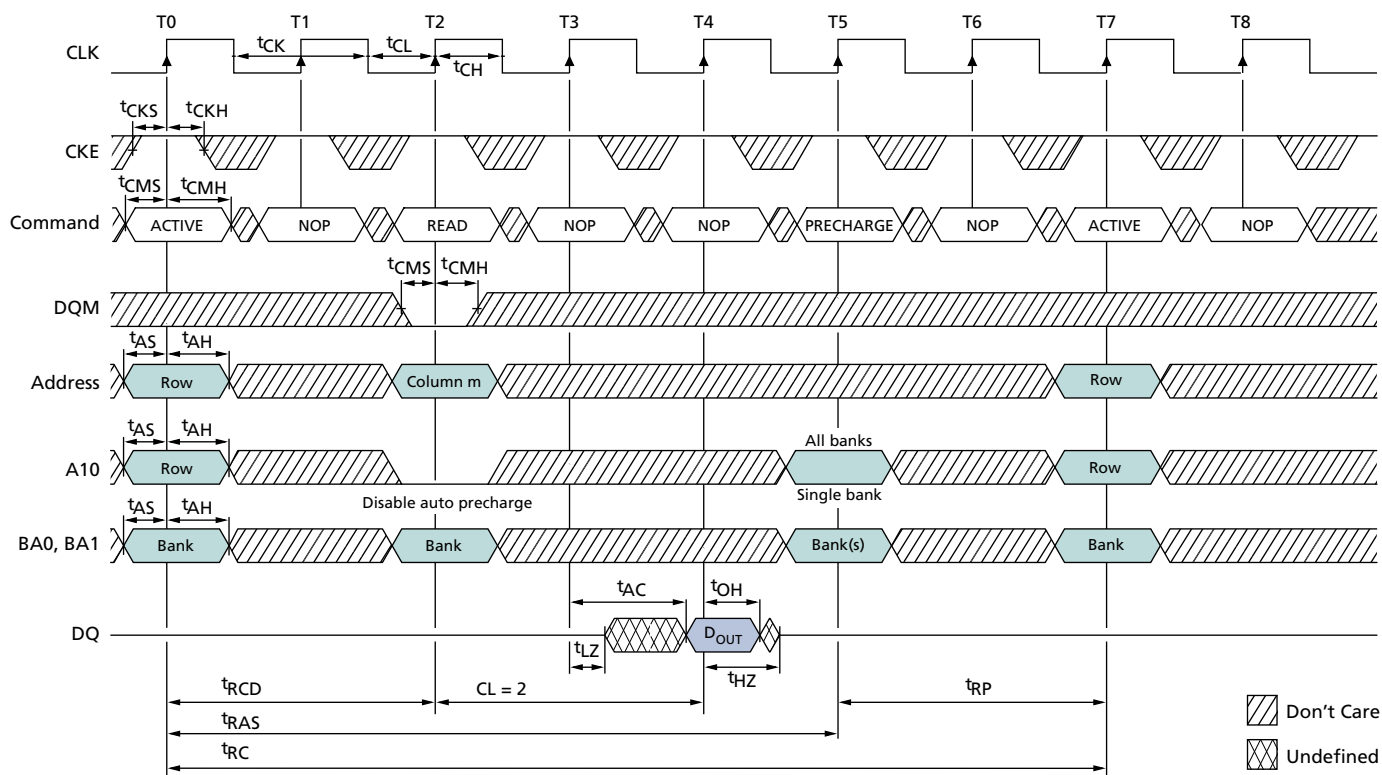 T0 T1 T2 T3 T4 T5 T6 T7 T8
CLK
tCK tCL
tCH
tCKS tCKH
CKE
tCMS tCMH
Command ACTIVE NOP READ NOP NOP PRECHARGE NOP ACTIVE NOP
tCMS tCMH
DQM
tAS tAH
Address Row Column m Row
tAS tAH All banks
A10 Row Row
Disable auto precharge Single bank
tAS tAH
BA0, BA1 Bank Bank Bank(s) Bank
tAC tOH
DQ DOUT
tLZ tHZ
tRCD CL = 2 tRP
tRAS
tRC
Don't Care
Undefined